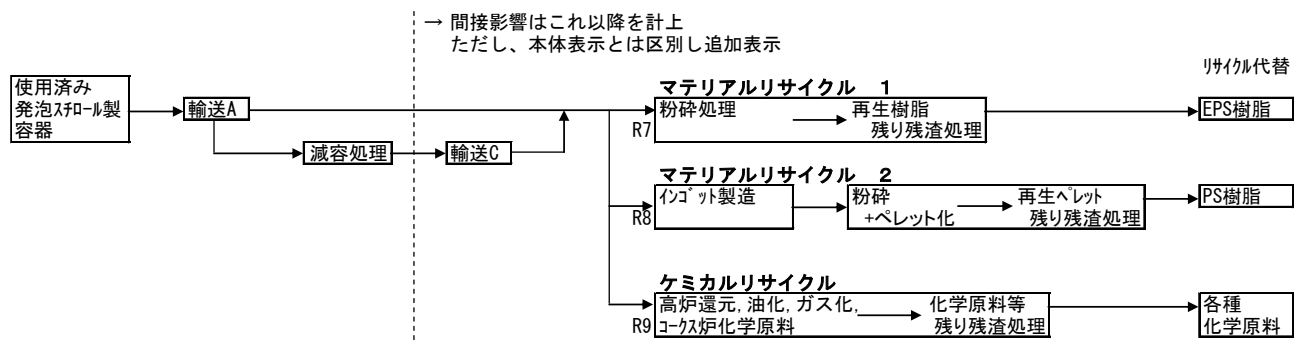 → 間接影響はこれ以降を計上
ただし、本体表示とは区別し追加表示
ﾘｻｲｸﾙ代替
使用済み
発泡ｽﾁﾛｰﾙ製
容器
輸送A
減容処理
輸送C
マテリアルリサイクル 1
R7
粉砕処理
再生樹脂
残り残渣処理
EPS樹脂
マテリアルリサイクル 2
R8
ｲﾝｺﾞｯﾄ製造
粉砕
+ペレット化
再生ペレット
残り残渣処理
PS樹脂
ケミカルリサイクル
R9
高炉還元, 油化, ガス化,
ｺｰｸｽ炉化学原料
化学原料等
残り残渣処理
各種
化学原料